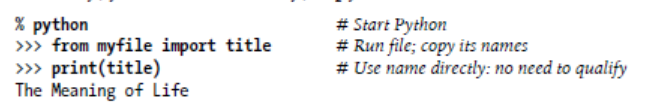 % python # Start Python
>>> from myfile import title # Run file; copy its names
>>> print(title) # Use name directly: no need to qualify
The Meaning of Life